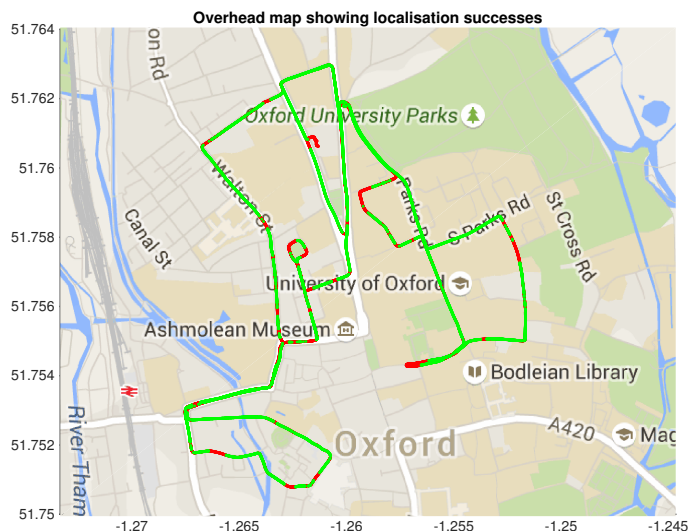 Overhead map showing localisation successes
51.764
51.762
51.76
51.758
51.756
51.754
51.752
51.75
on Rd
Oxford University Parks
Walton St
Canal St
Parks Rd
S Parks Rd
St Cross Rd
University of Oxford
Ashmolean Museum
Bodleian Library
River Tham
Oxford
A420
Mag
-1.27
-1.265
-1.26
-1.255
-1.25
-1.245